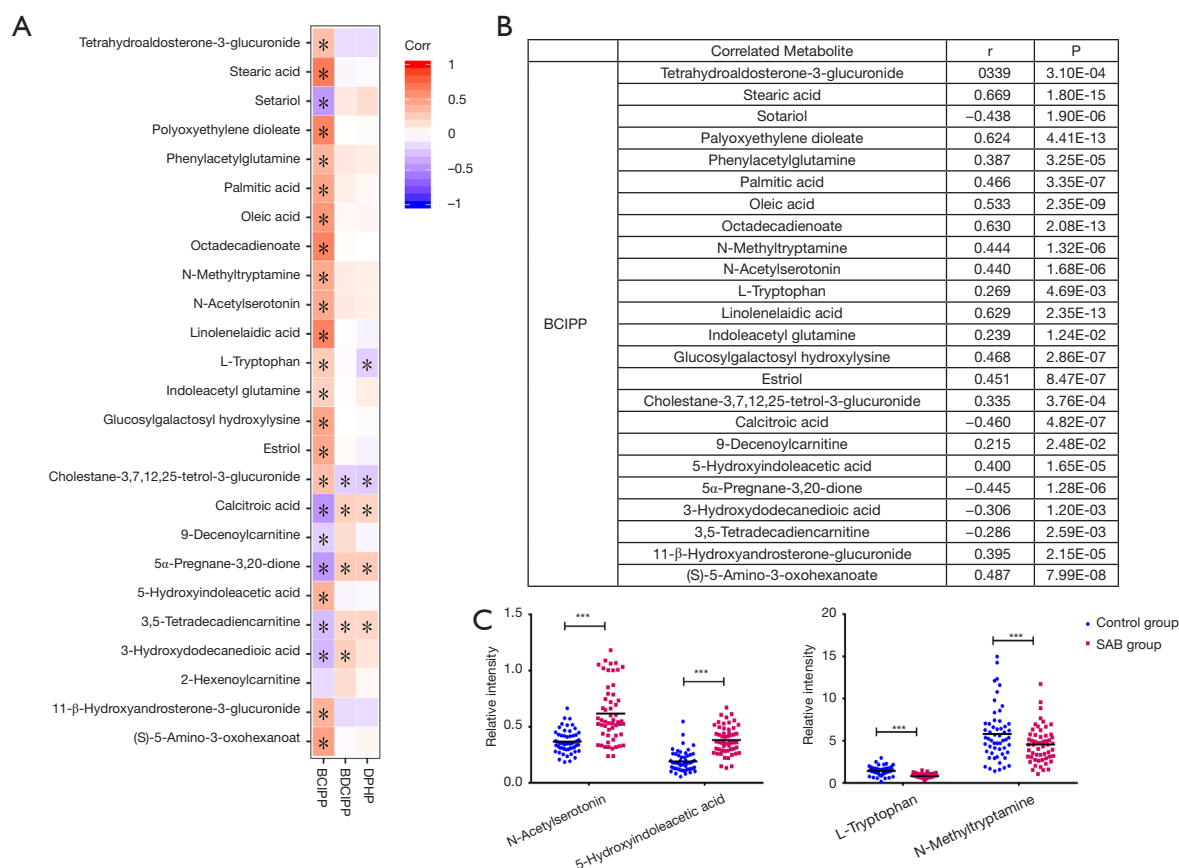 A
Tetrahydroaldosterone-3-glucuronide
Stearic acid
Setariol
Polyoxyethylene dioleate
Phenylacetylglutamine
Palmitic acid
Oleic acid
Octadecadienoate
N-Methyltryptamine
N-Acetylserotonin
Linolenelaidic acid
L-Tryptophan
Indoleacetyl glutamine
Glucosylgalactosyl hydroxylysine
Estriol
Cholestane-3,7,12,25-tetrol-3-glucuronide
Calcitroic acid
9-Decenoylcarnitine
5α-Pregnane-3,20-dione
5-Hydroxyindoleacetic acid
3,5-Tetradecadiencarnitine
3-Hydroxydodecanedioic acid
2-Hexenoylcarnitine
11-β-Hydroxyandrosterone-3-glucuronide
(S)-5-Amino-3-oxohexanoat
BCIPP
BDCIPP
DPHP
Corr
1
0.5
0
−0.5
−1
B
Correlated Metabolite r P
BCIPP
Tetrahydroaldosterone-3-glucuronide 0339 3.10E-04
Stearic acid 0.669 1.80E-15
Sotariol −0.438 1.90E-06
Palyoxyethylene dioleate 0.624 4.41E-13
Phenylacetylglutamine 0.387 3.25E-05
Palmitic acid 0.466 3.35E-07
Oleic acid 0.533 2.35E-09
Octadecadienoate 0.630 2.08E-13
N-Methyltryptamine 0.444 1.32E-06
N-Acetylserotonin 0.440 1.68E-06
L-Tryptophan 0.269 4.69E-03
Linolenelaidic acid 0.629 2.35E-13
Indoleacetyl glutamine 0.239 1.24E-02
Glucosylgalactosyl hydroxylysine 0.468 2.86E-07
Estriol 0.451 8.47E-07
Cholestane-3,7,12,25-tetrol-3-glucuronide 0.335 3.76E-04
Calcitroic acid −0.460 4.82E-07
9-Decenoylcarnitine 0.215 2.48E-02
5-Hydroxyindoleacetic acid 0.400 1.65E-05
5α-Pregnane-3,20-dione −0.445 1.28E-06
3-Hydroxydodecanedioic acid −0.306 1.20E-03
3,5-Tetradecadiencarnitine −0.286 2.59E-03
11-β-Hydroxyandrosterone-glucuronide 0.395 2.15E-05
(S)-5-Amino-3-oxohexanoate 0.487 7.99E-08
C
Relative intensity
1.5
1.0
0.5
0.0
***
***
N-Acetylserotonin
5-Hydroxyindoleacetic acid
Relative intensity
20
15
10
5
0
***
***
L-Tryptophan
N-Methyltryptamine
Control group
SAB group